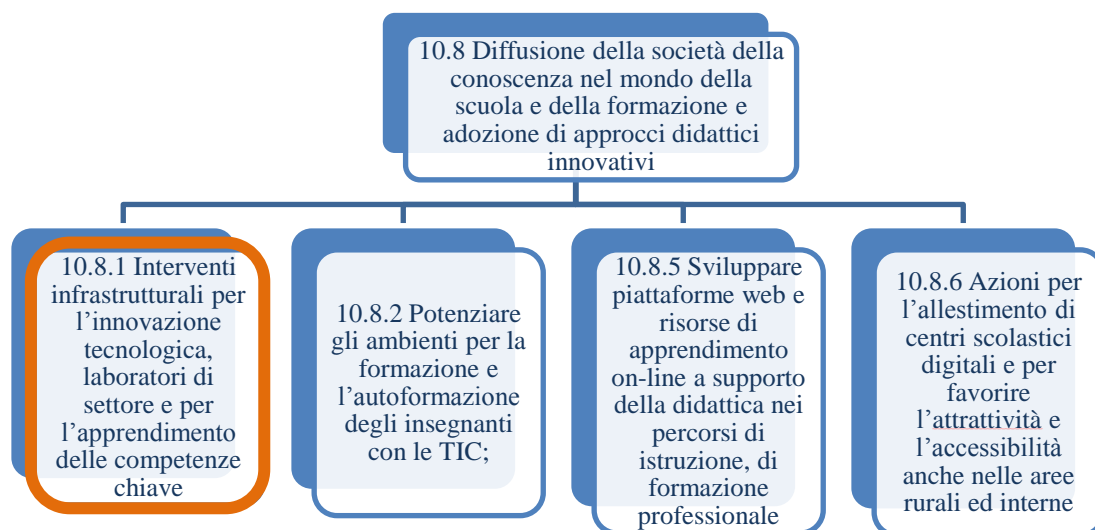 10.8 Diffusione della società della
conoscenza nel mondo della
scuola e della formazione e
adozione di approcci didattici
innovativi
10.8.1 Interventi
infrastrutturali per
l’innovazione
tecnologica,
laboratori di
settore e per
l’apprendimento
delle competenze
chiave
10.8.2 Potenziare
gli ambienti per la
formazione e
l’autoformazione
degli insegnanti
con le TIC;
10.8.5 Sviluppare
piattaforme web e
risorse di
apprendimento
on-line a supporto
della didattica nei
percorsi di
istruzione, di
formazione
professionale
10.8.6 Azioni per
l’allestimento di
centri scolastici
digitali e per
favorire
l’attrattività e
l’accessibilità
anche nelle aree
rurali ed interne